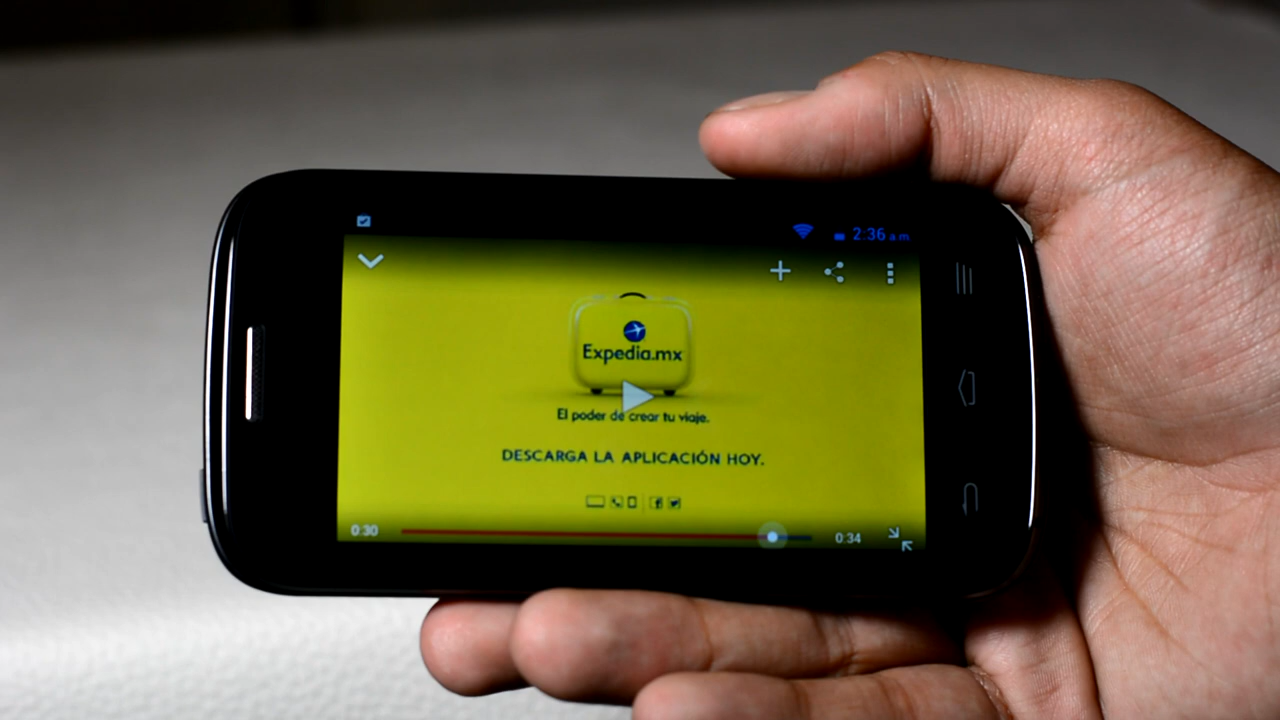 2:36 a.m
Expedia.mx
El poder de crear tu viaje.
DESCARGA LA APLICACIÓN HOY.
0:30
0:34